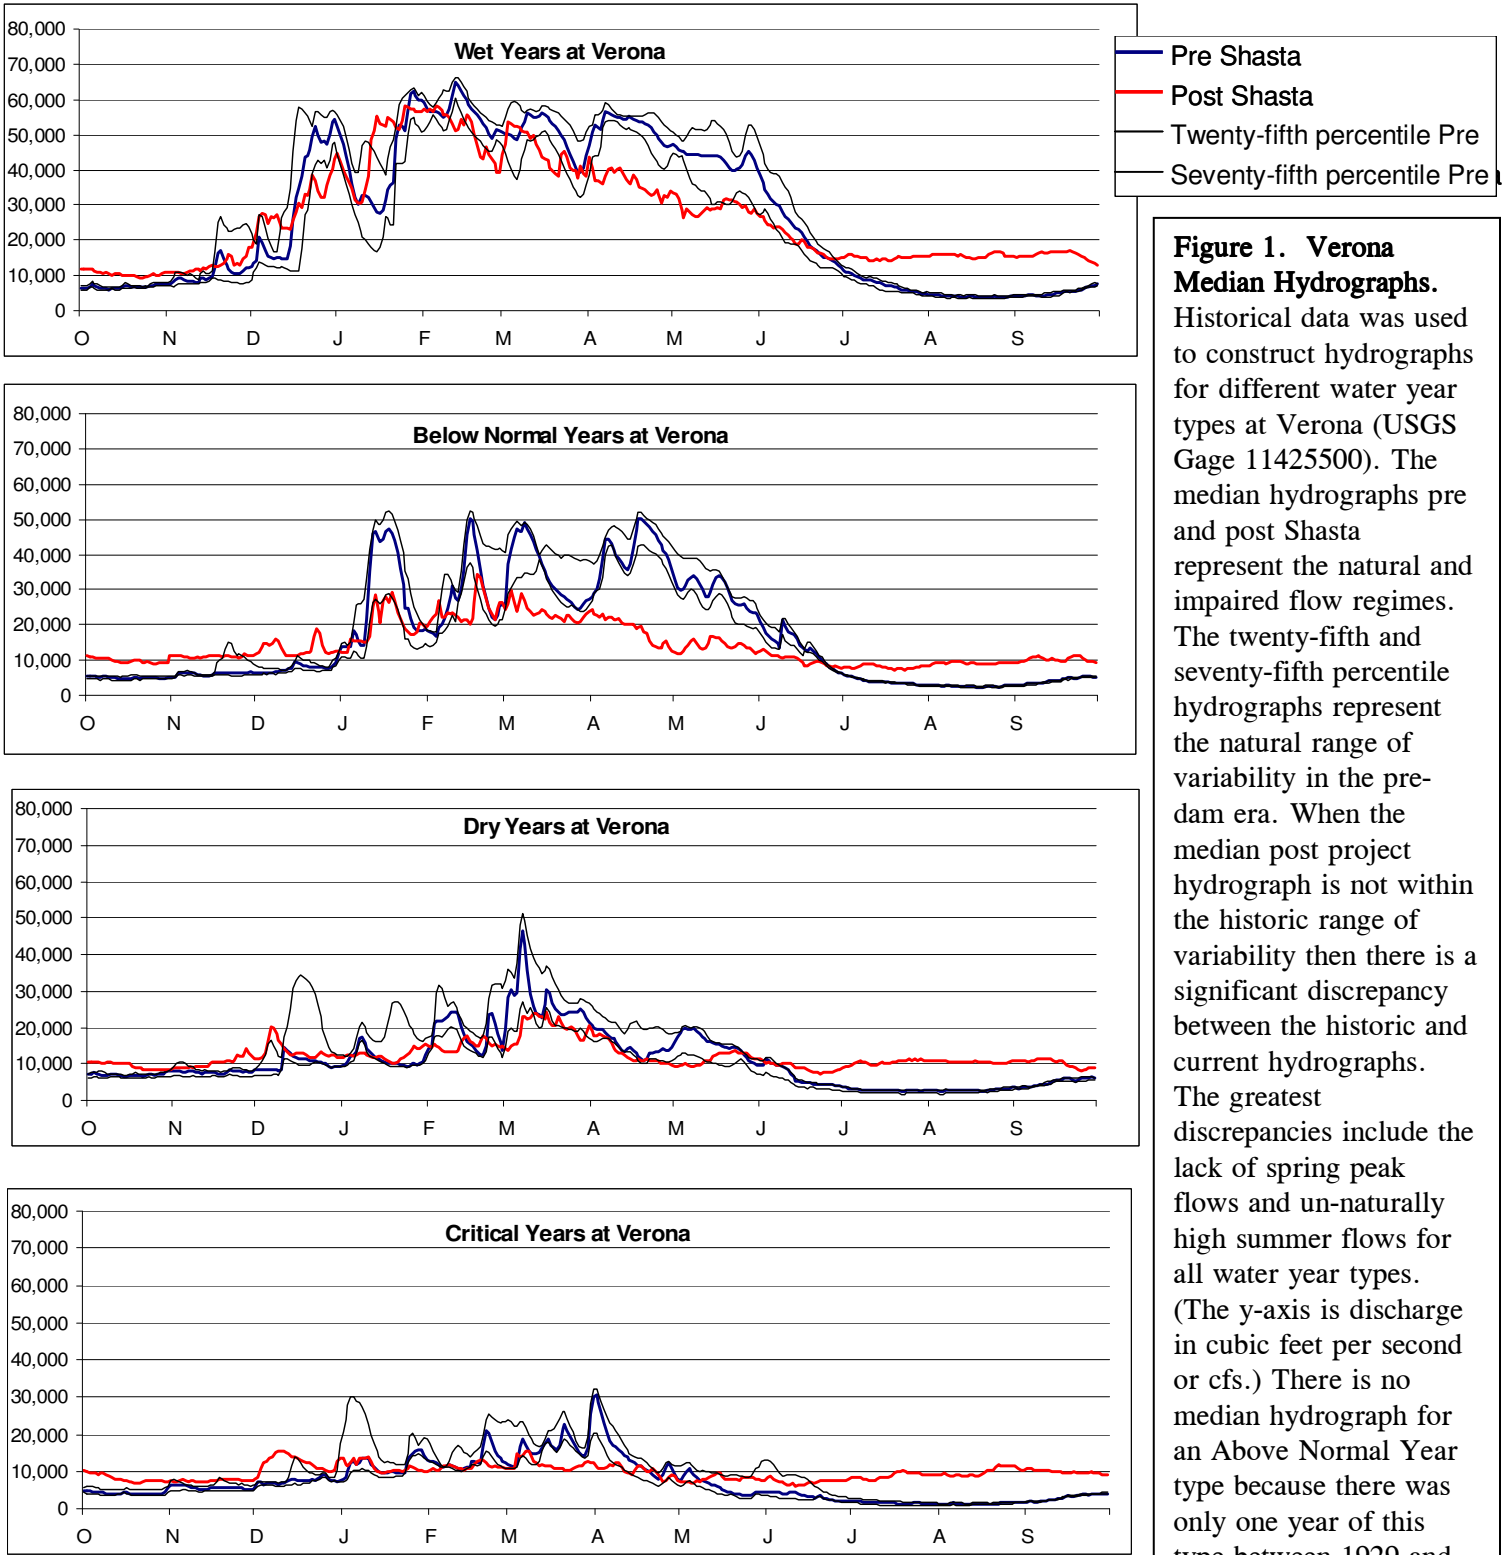 Wet Years at Verona
80,000
70,000
60,000
50,000
40,000
30,000
20,000
10,000
0
O N D J F M A M J J A S
Pre Shasta
Post Shasta
Twenty-fifth percentile Pre
Seventy-fifth percentile Pre
Below Normal Years at Verona
80,000
70,000
60,000
50,000
40,000
30,000
20,000
10,000
0
O N D J F M A M J J A S
Dry Years at Verona
80,000
70,000
60,000
50,000
40,000
30,000
20,000
10,000
0
O N D J F M A M J J A S
Critical Years at Verona
80,000
70,000
60,000
50,000
40,000
30,000
20,000
10,000
0
O N D J F M A M J J A S
Figure 1. Verona
Median Hydrographs.
Historical data was used
to construct hydrographs
for different water year
types at Verona (USGS
Gage 11425500). The
median hydrographs pre
and post Shasta
represent the natural and
impaired flow regimes.
The twenty-fifth and
seventy-fifth percentile
hydrographs represent
the natural range of
variability in the pre-
dam era. When the
median post project
hydrograph is not within
the historic range of
variability then there is a
significant discrepancy
between the historic and
current hydrographs.
The greatest
discrepancies include the
lack of spring peak
flows and un-naturally
high summer flows for
all water year types.
(The y-axis is discharge
in cubic feet per second
or cfs.) There is no
median hydrograph for
an Above Normal Year
type because there was
only one year of this
type between 1929 and